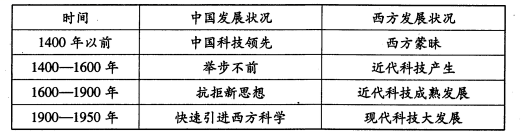 时间 中国发展状况 西方发展状况
1400年以前 中国科技领先 西方蒙昧
1400—1600年 举步不前 近代科技产生
1600—1900年 抗拒新思想 近代科技成熟发展
1900—1950年 快速引进西方科学 现代科技大发展